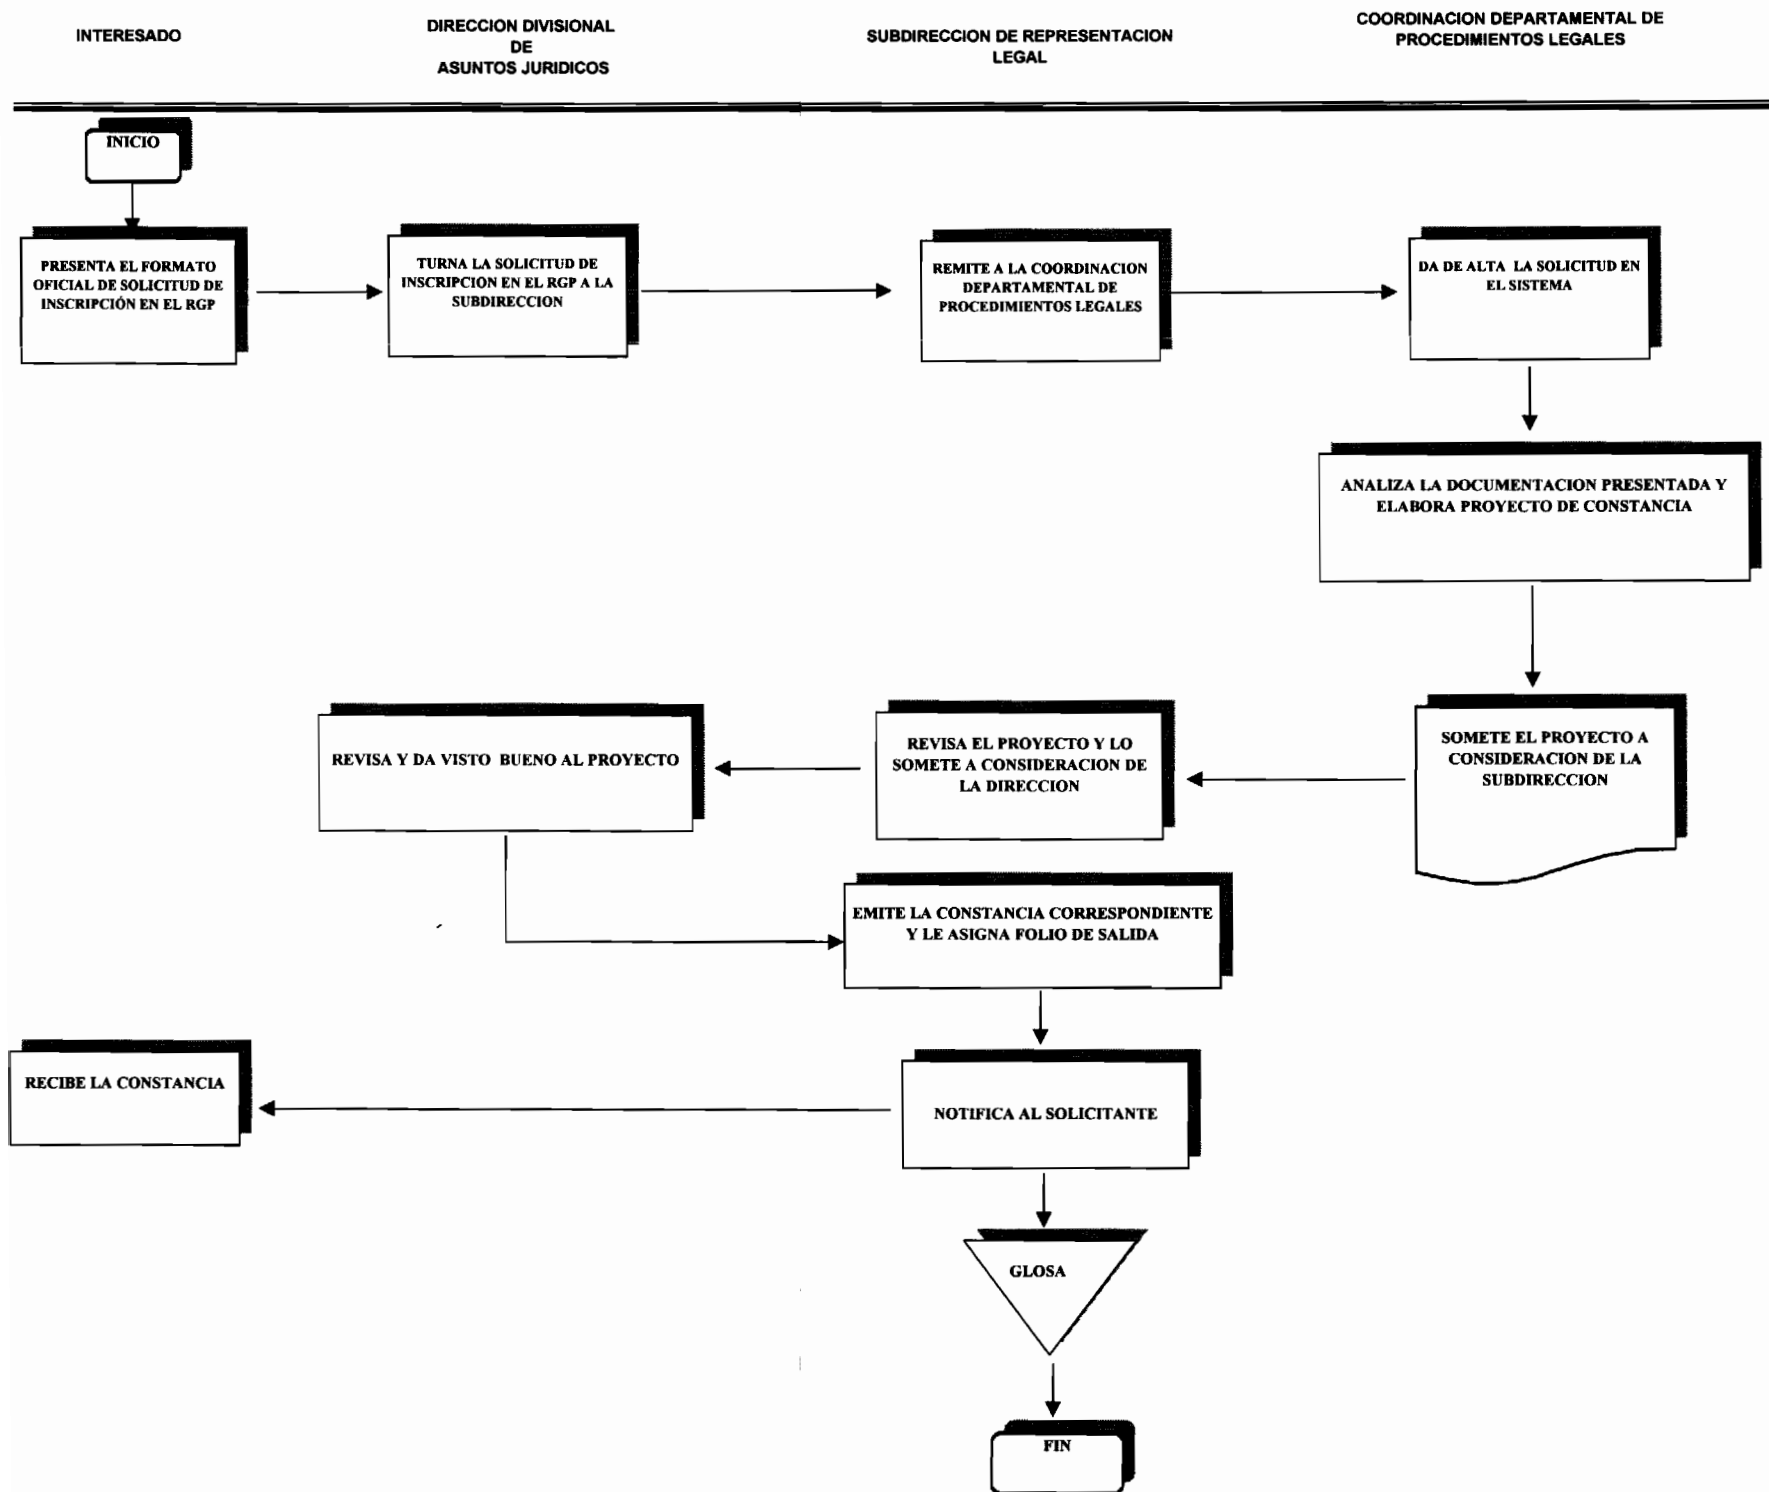 INTERESADO
DIRECCION DIVISIONAL
DE
ASUNTOS JURIDICOS
SUBDIRECCION DE REPRESENTACION
LEGAL
COORDINACION DEPARTAMENTAL DE
PROCEDIMIENTOS LEGALES
INICIO
PRESENTA EL FORMATO
OFICIAL DE SOLICITUD DE
INSCRIPCIÓN EN EL RGP
TURNA LA SOLICITUD DE
INSCRIPCION EN EL RGP A LA
SUBDIRECCION
REMITE A LA COORDINACION
DEPARTAMENTAL DE
PROCEDIMIENTOS LEGALES
DA DE ALTA LA SOLICITUD EN
EL SISTEMA
ANALIZA LA DOCUMENTACION PRESENTADA Y
ELABORA PROYECTO DE CONSTANCIA
SOMETE EL PROYECTO A
CONSIDERACION DE LA
SUBDIRECCION
REVISA EL PROYECTO Y LO
SOMETE A CONSIDERACION DE
LA DIRECCION
REVISA Y DA VISTO BUENO AL PROYECTO
EMITE LA CONSTANCIA CORRESPONDIENTE
Y LE ASIGNA FOLIO DE SALIDA
NOTIFICA AL SOLICITANTE
RECIBE LA CONSTANCIA
GLOSA
FIN